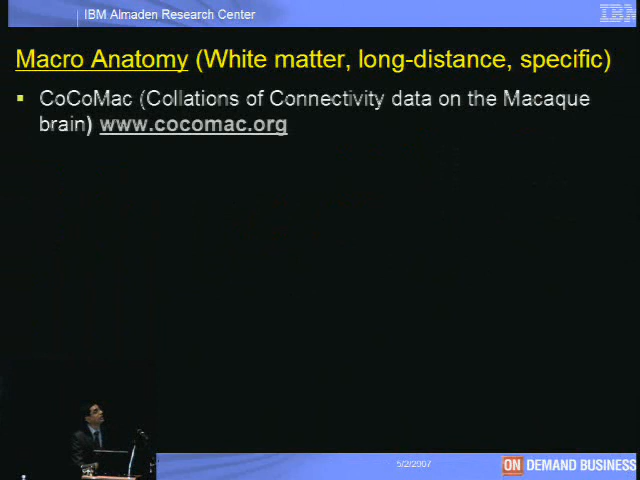 IBM Almaden Research Center
IBM
Macro Anatomy (White matter, long-distance, specific)
▪ CoCoMac (Collations of Connectivity data on the Macaque
brain) www.cocomac.org
5/2/2007
ON DEMAND BUSINESS